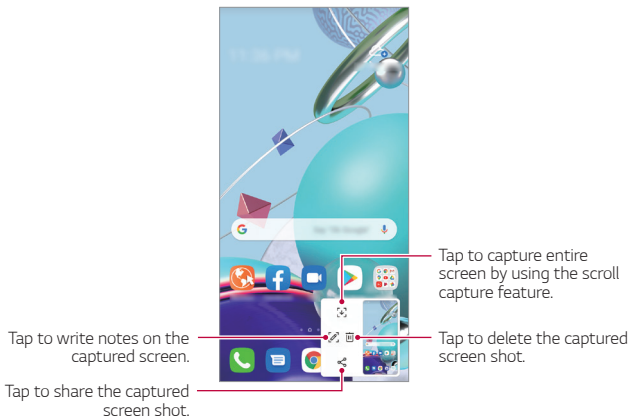 Tap to capture entire
screen by using the scroll
capture feature.
Tap to write notes on the
captured screen.
Tap to delete the captured
screen shot.
Tap to share the captured
screen shot.